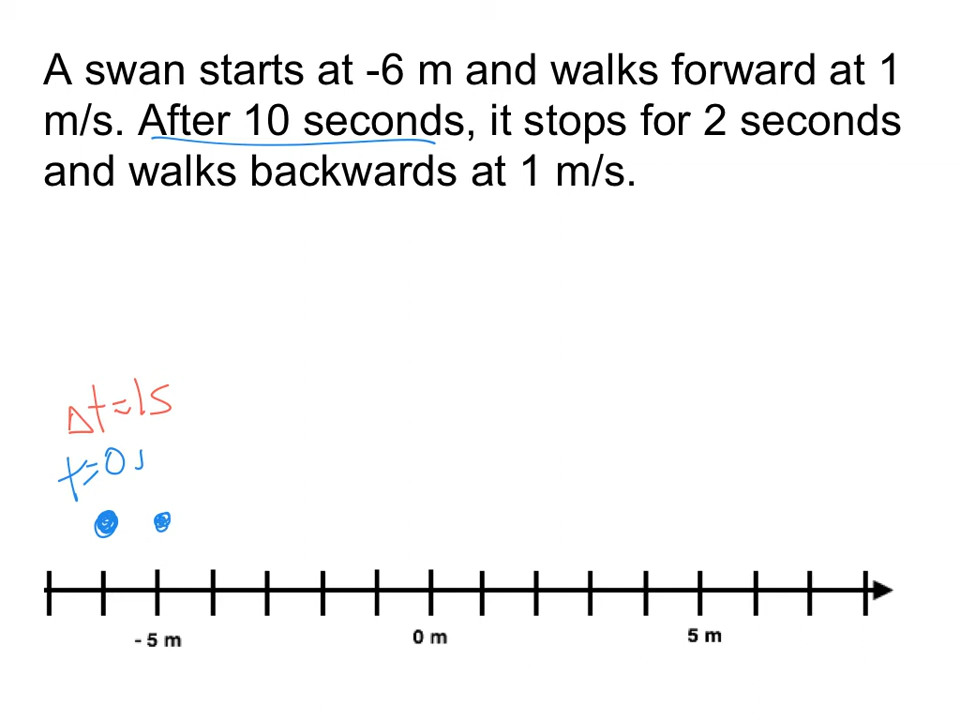 A swan starts at -6 m and walks forward at 1
m/s. After 10 seconds, it stops for 2 seconds
and walks backwards at 1 m/s.
Δt=1s
t=0s
- 5 m 0 m 5 m